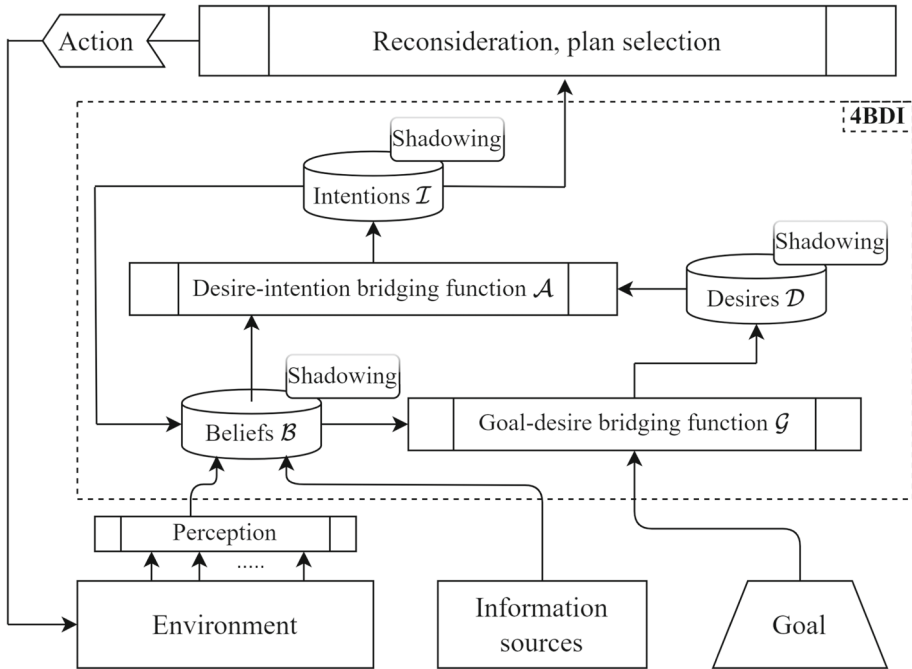 Action
Reconsideration, plan selection
4BDI
Shadowing
Intentions ℐ
Shadowing
Desire-intention bridging function 𝒜
Desires 𝒟
Shadowing
Beliefs ℬ
Goal-desire bridging function 𝒢
Perception
.....
Environment
Information
sources
Goal